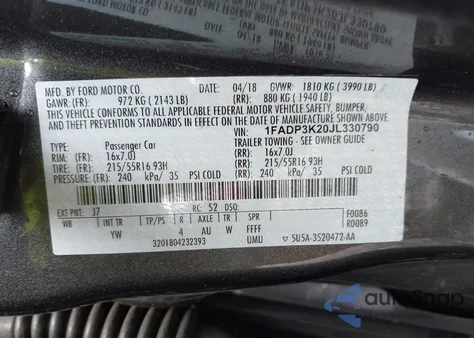 04/18
MFD. BY FORD MOTOR CO. 04/18 GVWR: 1810 KG ( 3990 LB)
GAWR: (FR) 972 KG ( 2143 LB) (RR) 880 KG ( 1940 LB)
THIS VEHICLE CONFORMS TO ALL APPLICABLE FEDERAL MOTOR VEHICLE SAFETY, BUMPER,
AND THEFT PREVENTION STANDARDS IN EFFECT ON THE DATE OF MANUFACTURE SHOWN ABOVE.
VIN: 1FADP3K20JL330790
TYPE: Passenger Car TRAILER TOWING - SEE OWNER GUIDE
RIM: (FR) 16x7.0J (RR) 16x7.0J
TIRE: (FR) 215/55R16 93H (RR) 215/55R16 93H
PRESSURE: (FR) 240 kPa/ 35 PSI COLD (RR) 240 kPa/ 35 PSI COLD
EXT PNT: J7 RC: 52 DSO: F0086
WB INT TR TP/PS R AXLE TR SPR R0089
YW 4 AU W FFFF
3201804232393 UMU ▽ 5U5A-3520472-AA
autoSnap